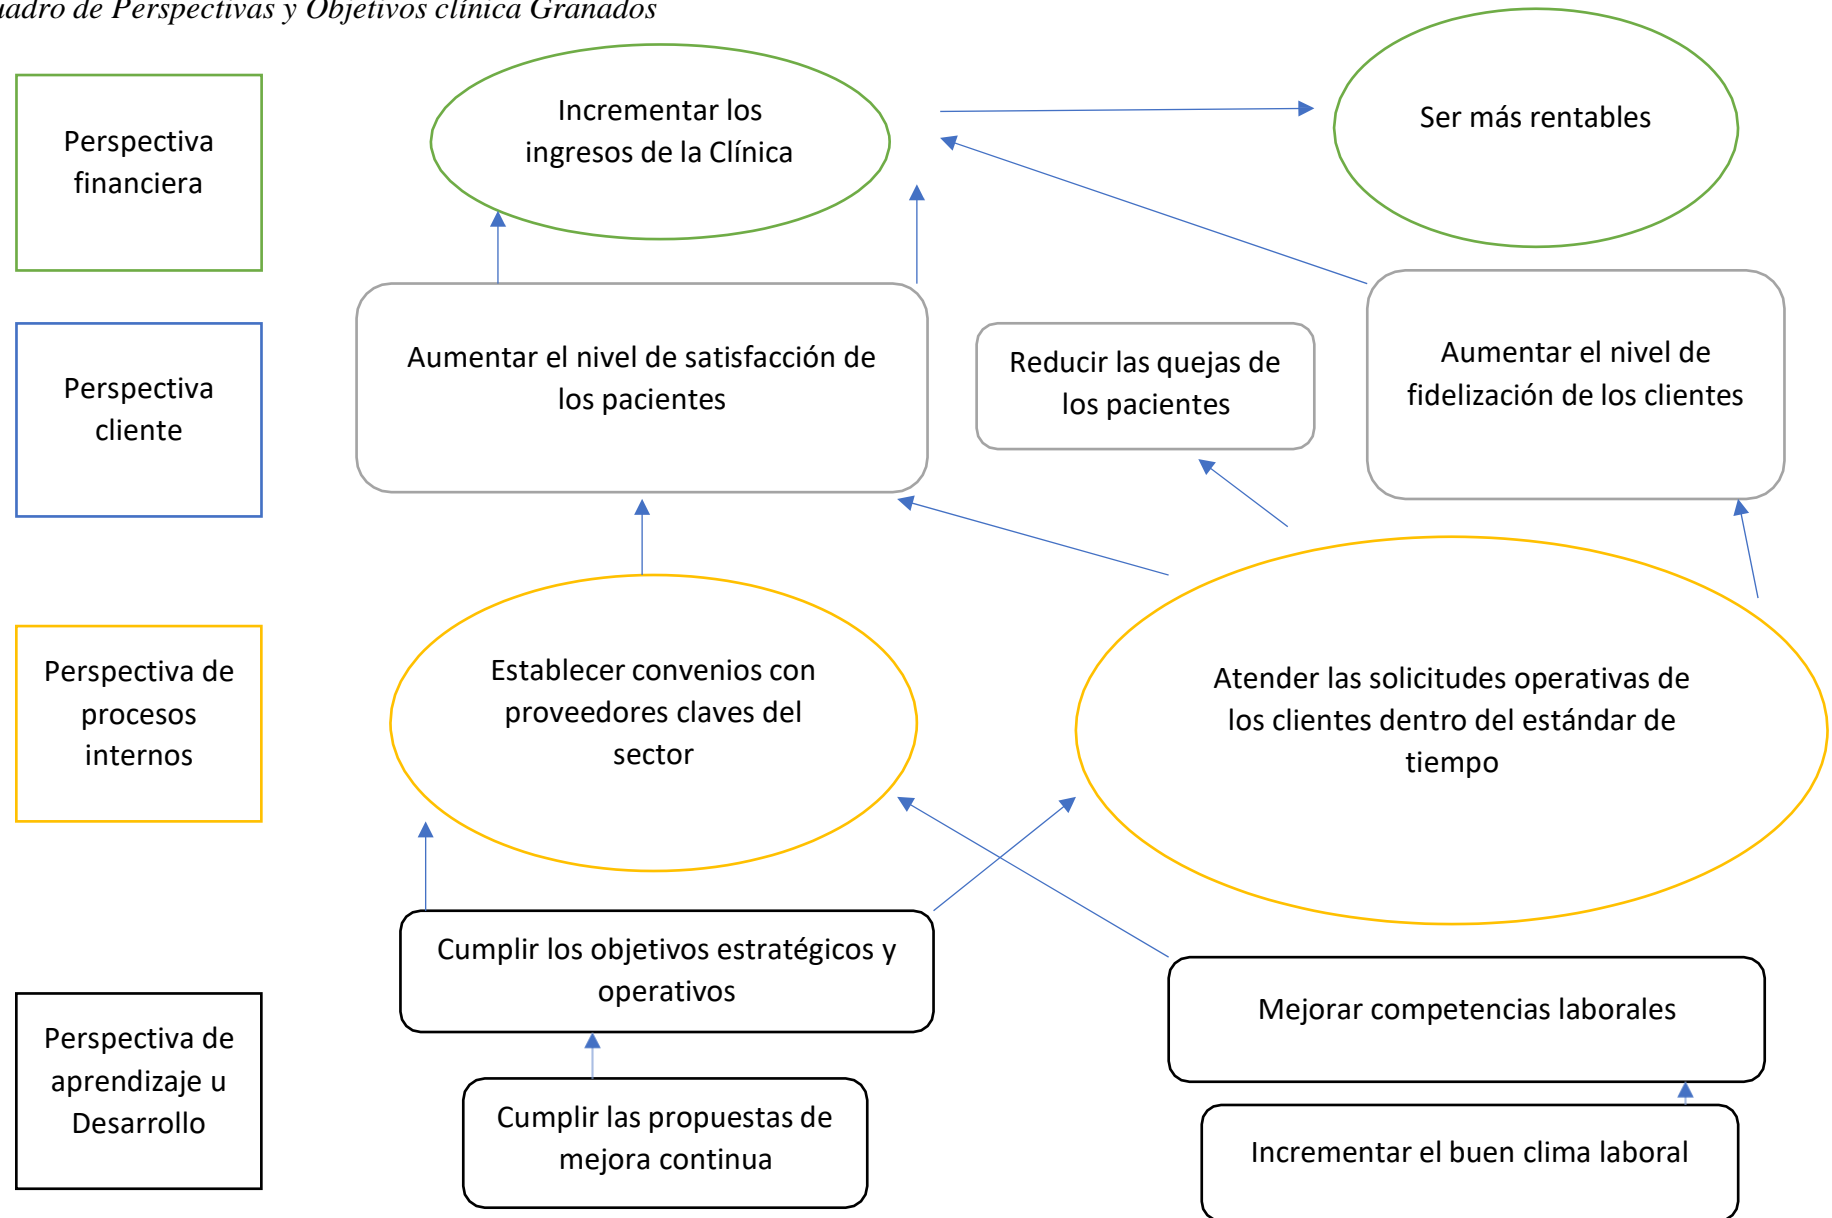 de Perspectivas y Objetivos clínica Granados
Perspectiva
financiera
Incrementar los
ingresos de la Clínica
Ser más rentables
Perspectiva
cliente
Aumentar el nivel de satisfacción de
los pacientes
Reducir las quejas de
los pacientes
Aumentar el nivel de
fidelización de los clientes
Perspectiva de
procesos
internos
Establecer convenios con
proveedores claves del
sector
Atender las solicitudes operativas de
los clientes dentro del estándar de
tiempo
Perspectiva de
aprendizaje u
Desarrollo
Cumplir los objetivos estratégicos y
operativos
Mejorar competencias laborales
Cumplir las propuestas de
mejora continua
Incrementar el buen clima laboral